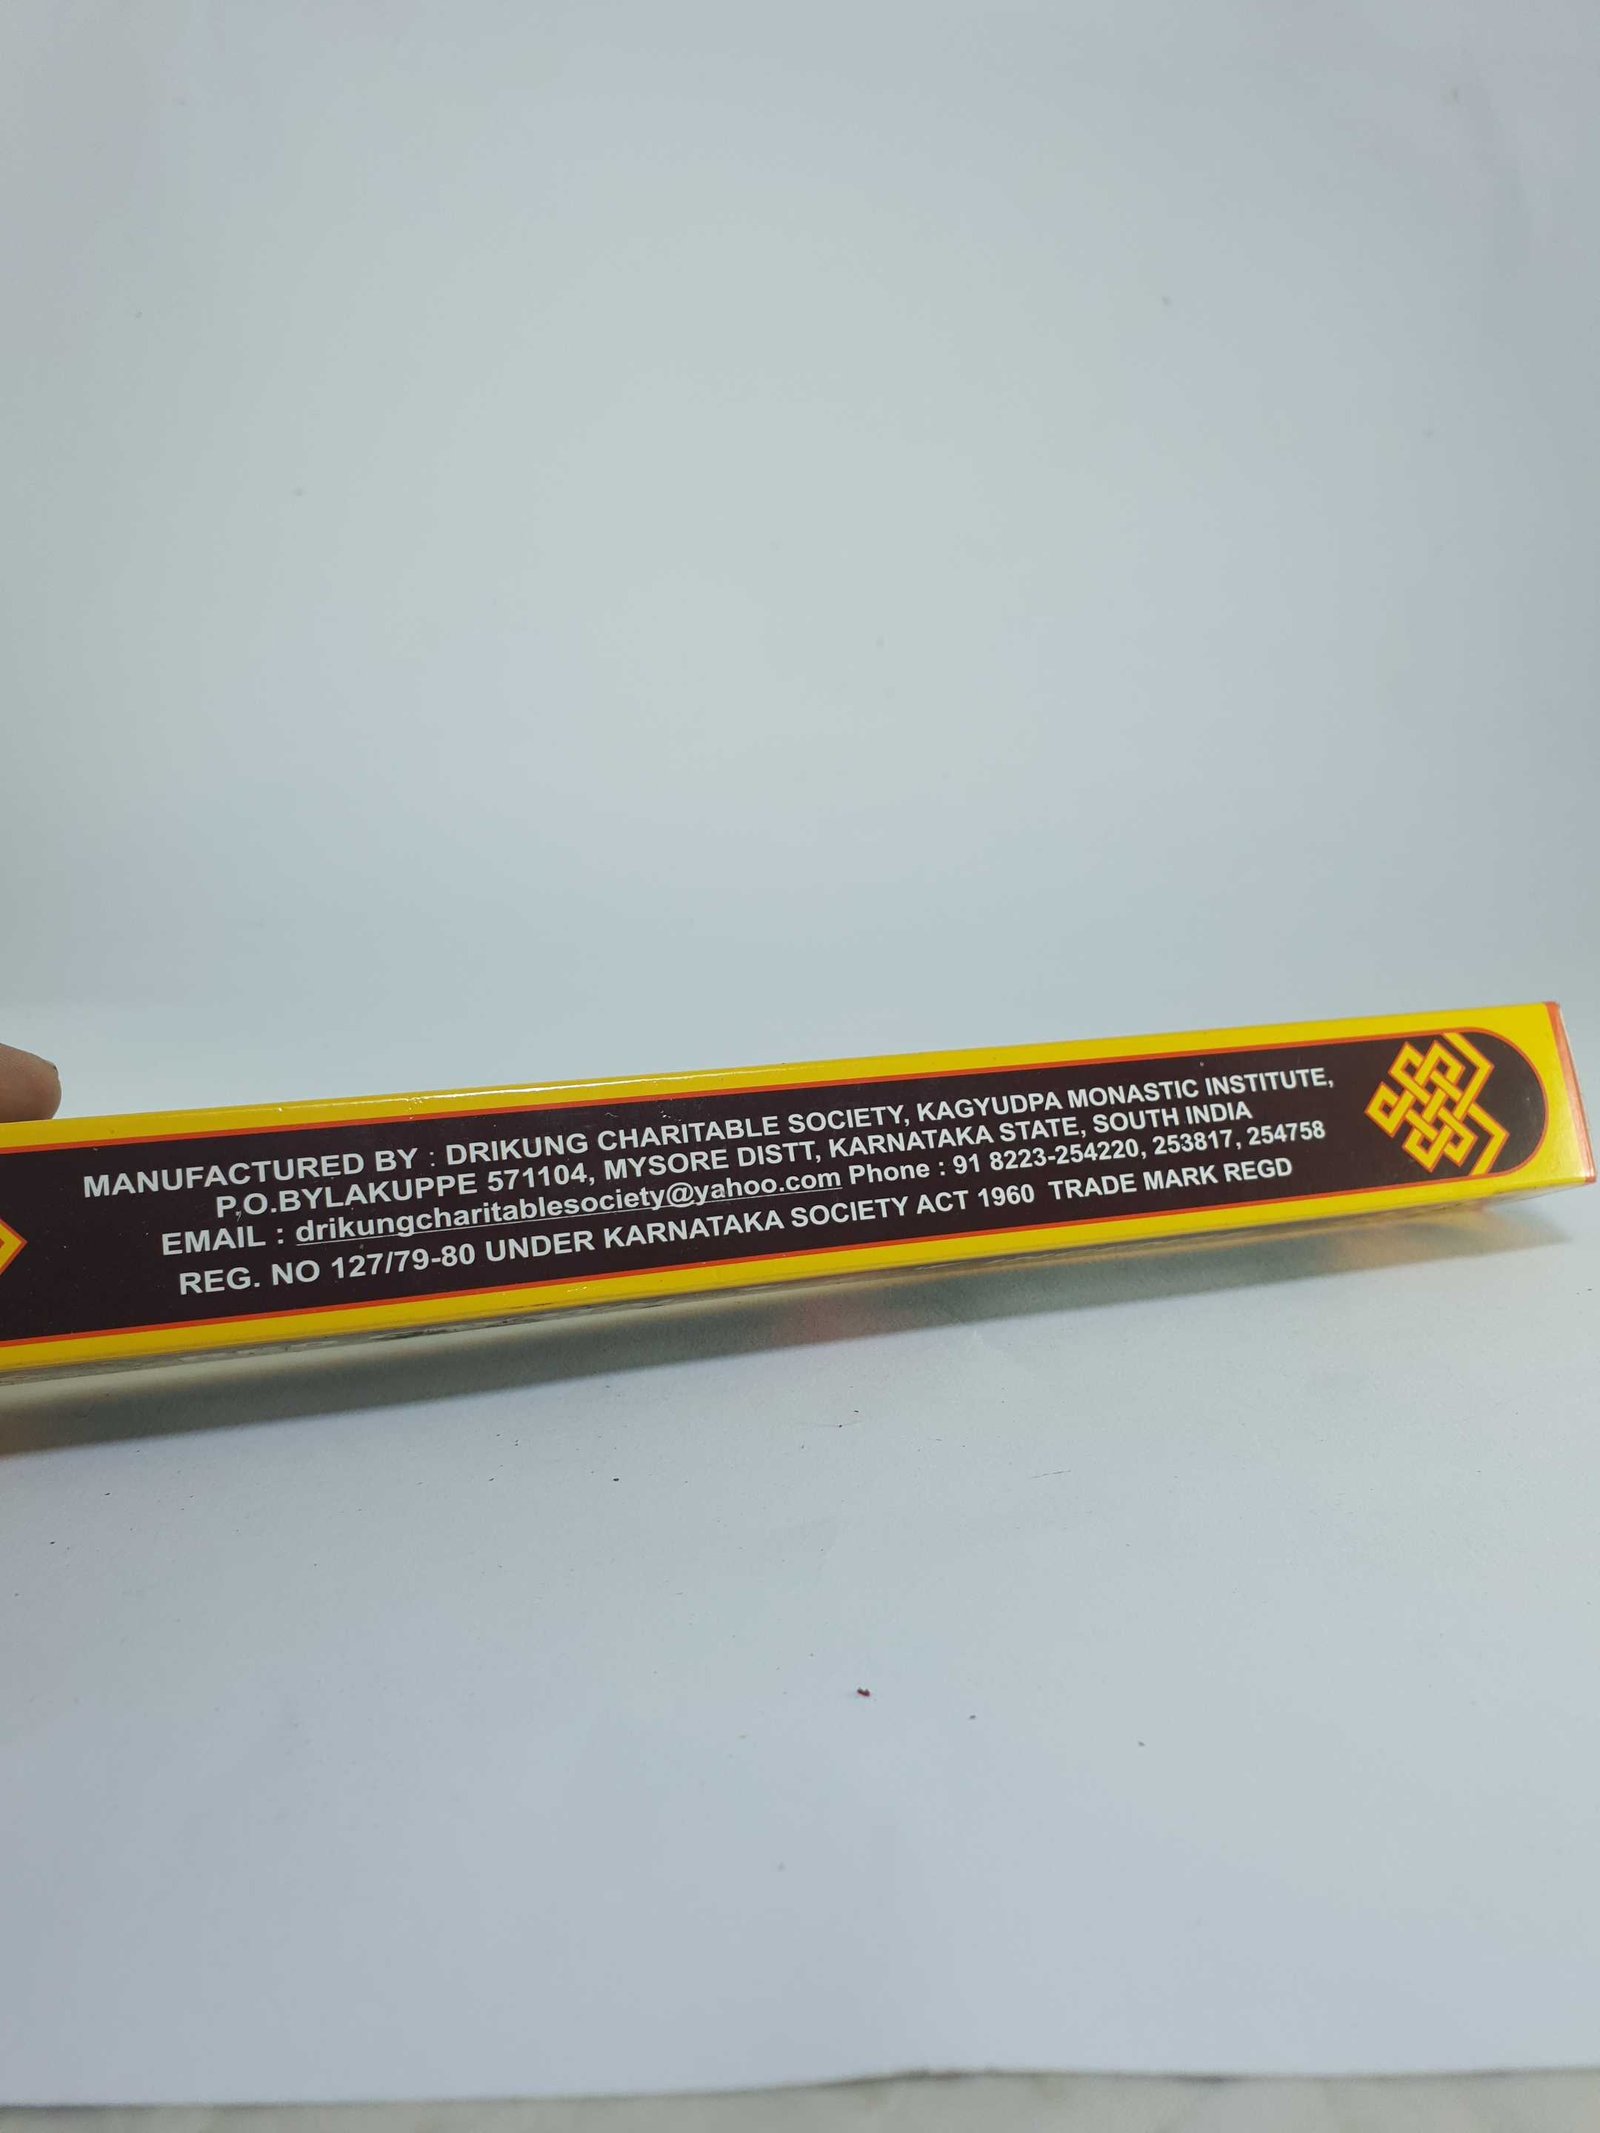 MANUFACTURED BY : DRIKUNG CHARITABLE SOCIETY, KAGYUDPA MONASTIC INSTITUTE,
P.O.BYLAKUPPE 571104, MYSORE DISTT, KARNATAKA STATE, SOUTH INDIA
EMAIL : drikungcharitablesociety@yahoo.com Phone : 91 8223-254220, 253817, 254758
REG. NO 127/79-80 UNDER KARNATAKA SOCIETY ACT 1960 TRADE MARK REGD